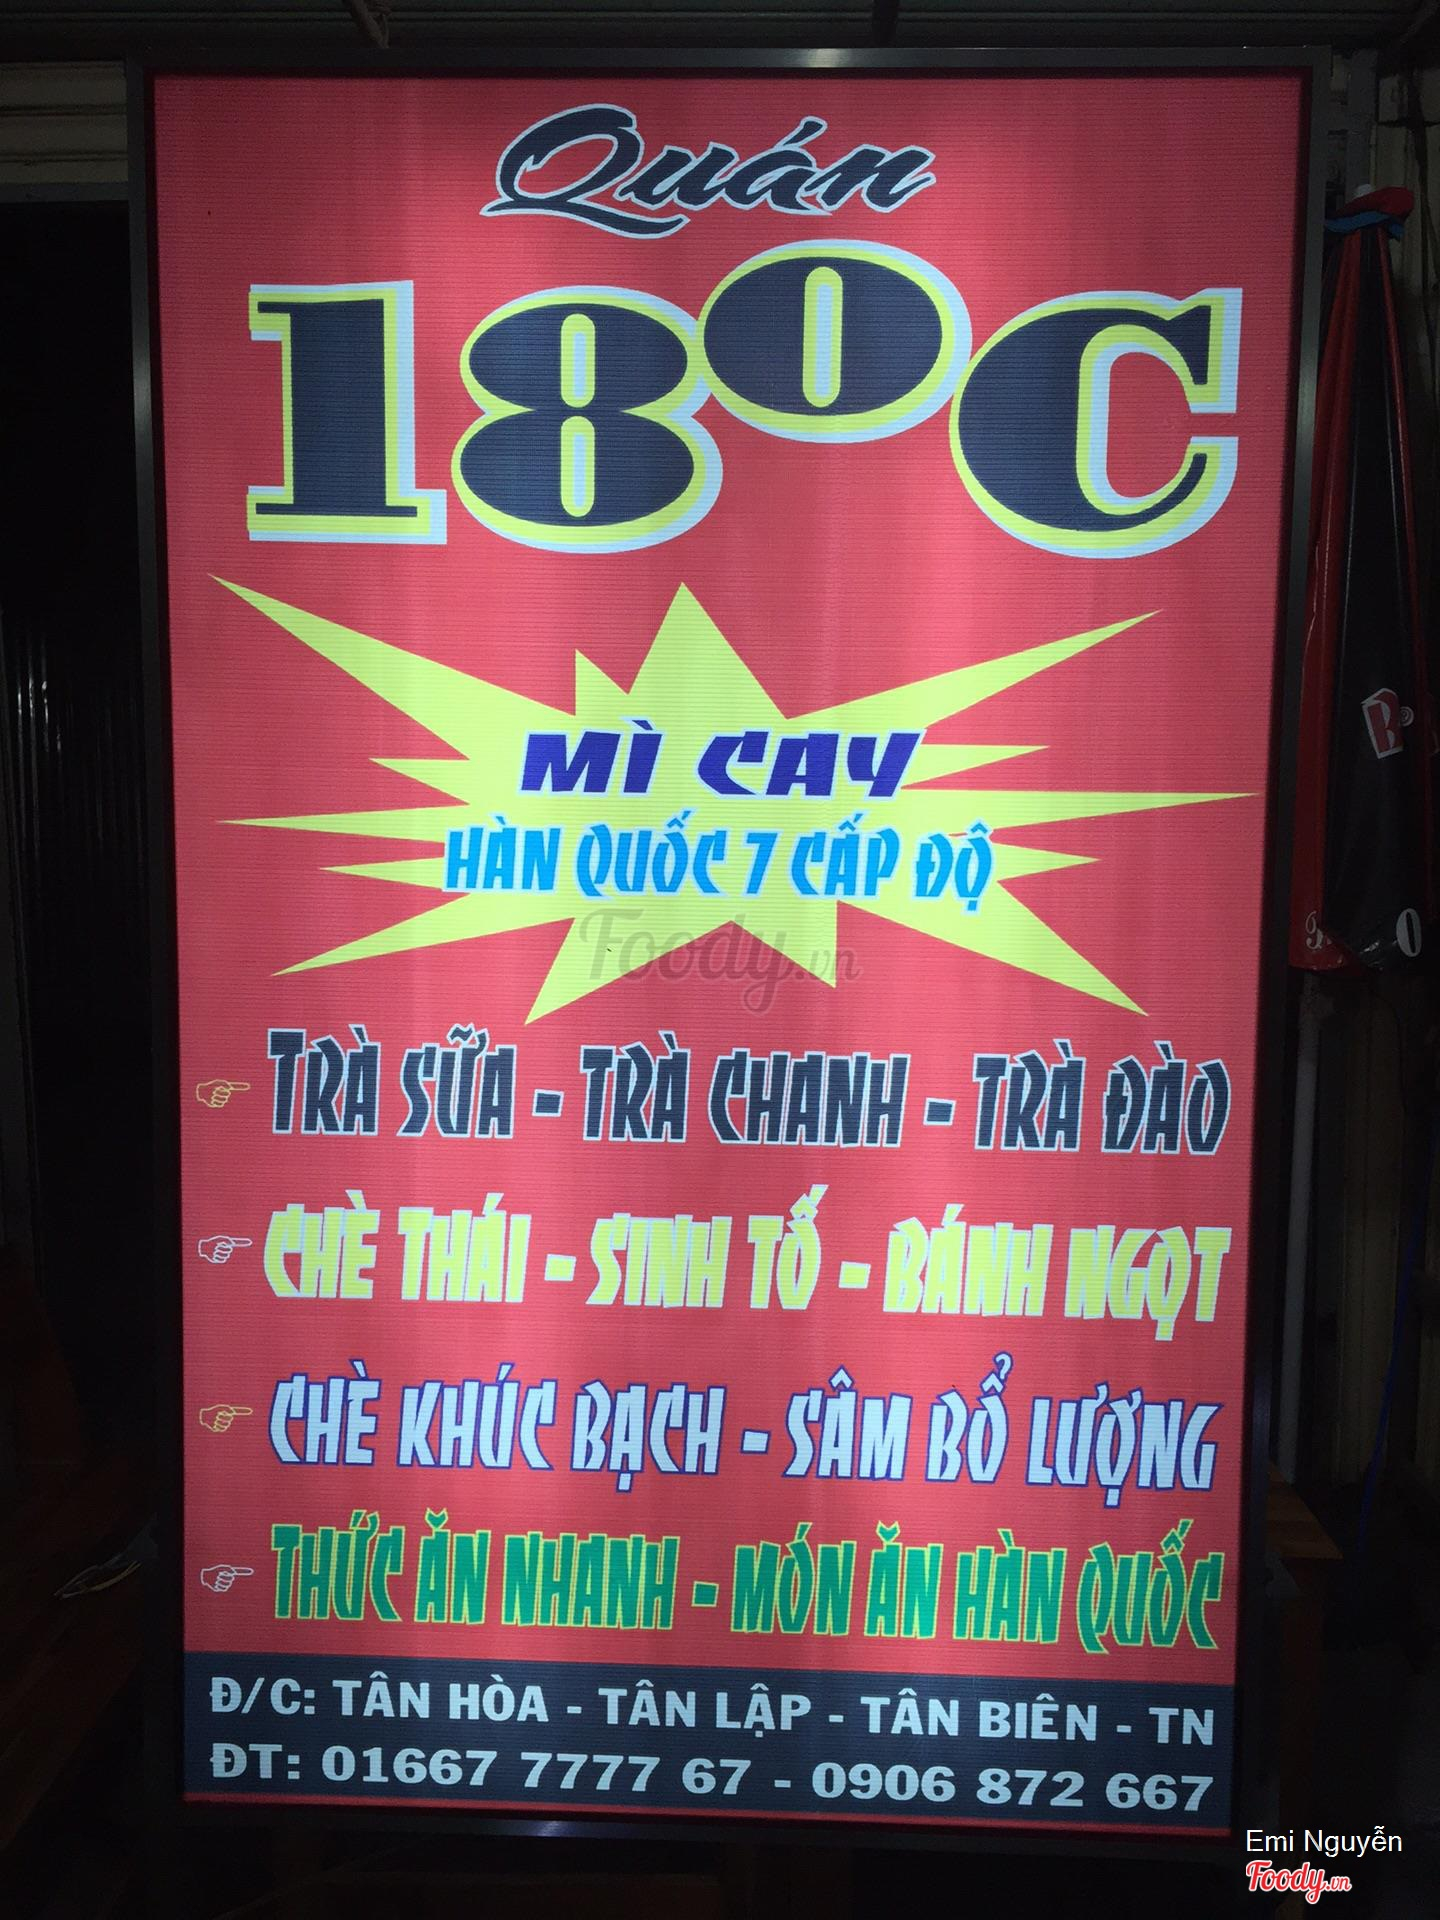 Quán
18°C
MÌ CAY
HÀN QUỐC 7 CẤP ĐỘ
Foody.vn
TRÀ SỮA - TRÀ CHANH - TRÀ ĐÀO
CHÈ THÁI - SINH TỐ - BÁNH NGỌT
CHÈ KHÚC BẠCH - SÂM BỔ LƯỢNG
THỨC ĂN NHANH - MÓN ĂN HÀN QUỐC
Đ/C: TÂN HÒA - TÂN LẬP - TÂN BIÊN - TN
ĐT: 01667 7777 67 - 0906 872 667
Emi Nguyễn
Foody.vn